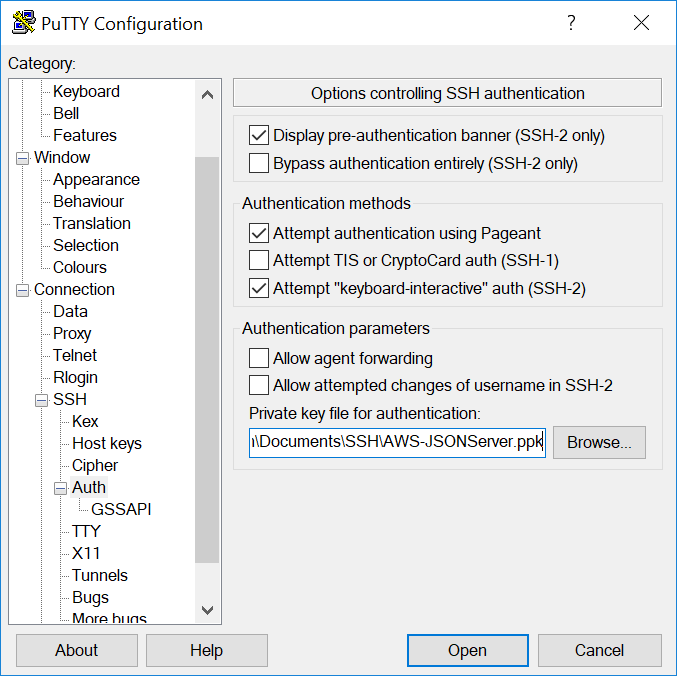 PuTTY Configuration
?
Category:
Keyboard
Bell
Features
Window
Appearance
Behaviour
Translation
Selection
Colours
Connection
Data
Proxy
Telnet
Rlogin
SSH
Kex
Host keys
Cipher
Auth
GSSAPI
TTY
X11
Tunnels
Bugs
More bugs
Options controlling SSH authentication
Display pre-authentication banner (SSH-2 only)
Bypass authentication entirely (SSH-2 only)
Authentication methods
Attempt authentication using Pageant
Attempt TIS or CryptoCard auth (SSH-1)
Attempt "keyboard-interactive" auth (SSH-2)
Authentication parameters
Allow agent forwarding
Allow attempted changes of username in SSH-2
Private key file for authentication:
\Documents\SSH\AWS-JSONServer.ppk
Browse...
About
Help
Open
Cancel